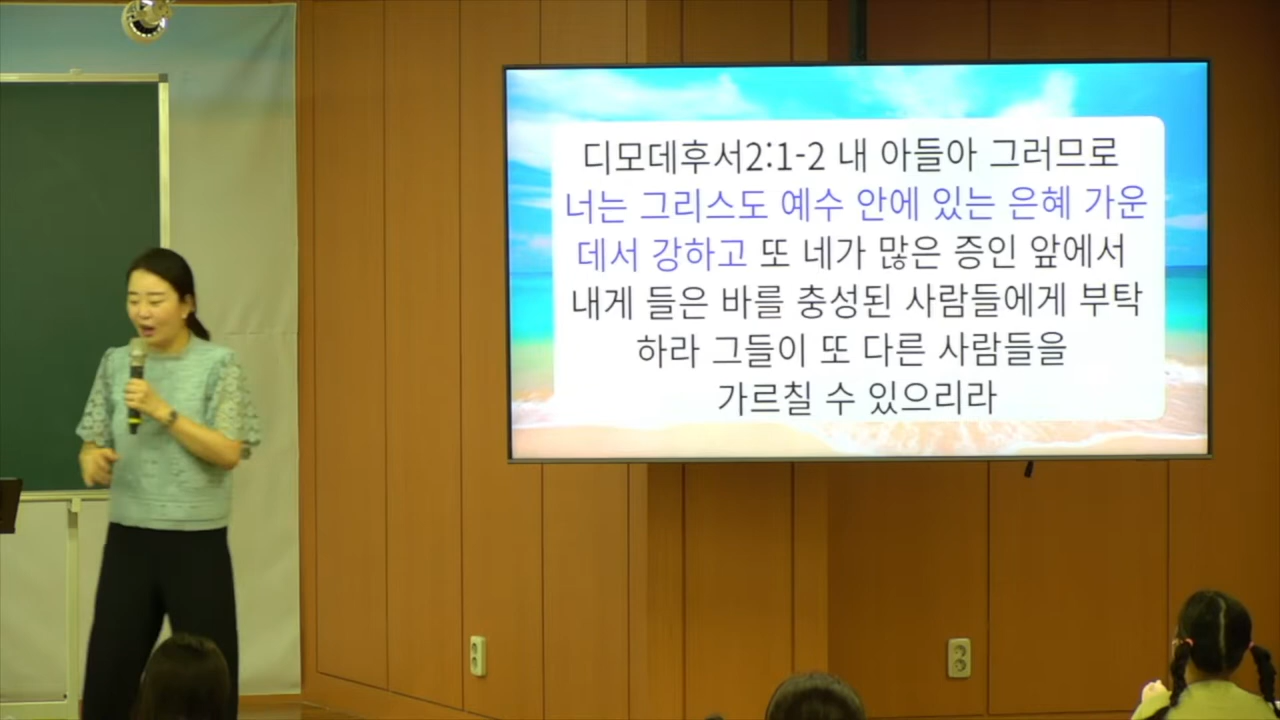 디모데후서2:1-2 내 아들아 그러므로
너는 그리스도 예수 안에 있는 은혜 가운
데서 강하고 또 네가 많은 증인 앞에서
내게 들은 바를 충성된 사람들에게 부탁
하라 그들이 또 다른 사람들을
가르칠 수 있으리라